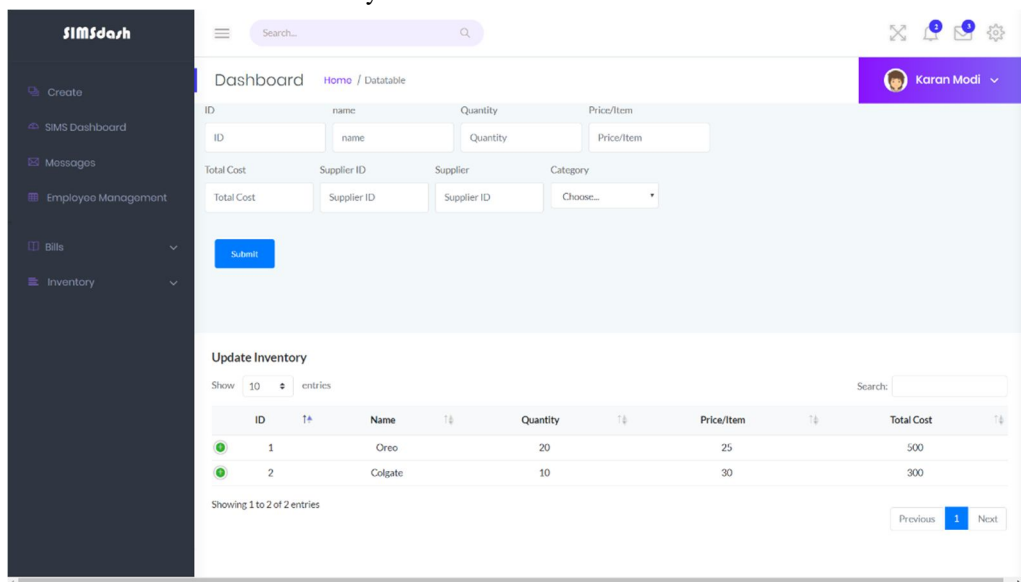 SIMSdash
Search...
2
3
Dashboard Home / Datatable
Karan Modi
Create
SIMS Dashboard
Messages
Employee Management
Bills
Inventory
ID name Quantity Price/Item
ID name Quantity Price/Item
Total Cost Supplier ID Supplier Category
Total Cost Supplier ID Supplier ID Choose...
Submit
Update Inventory
Show 10 entries Search:
ID Name Quantity Price/Item Total Cost
1 Oreo 20 25 500
2 Colgate 10 30 300
Showing 1 to 2 of 2 entries
Previous 1 Next